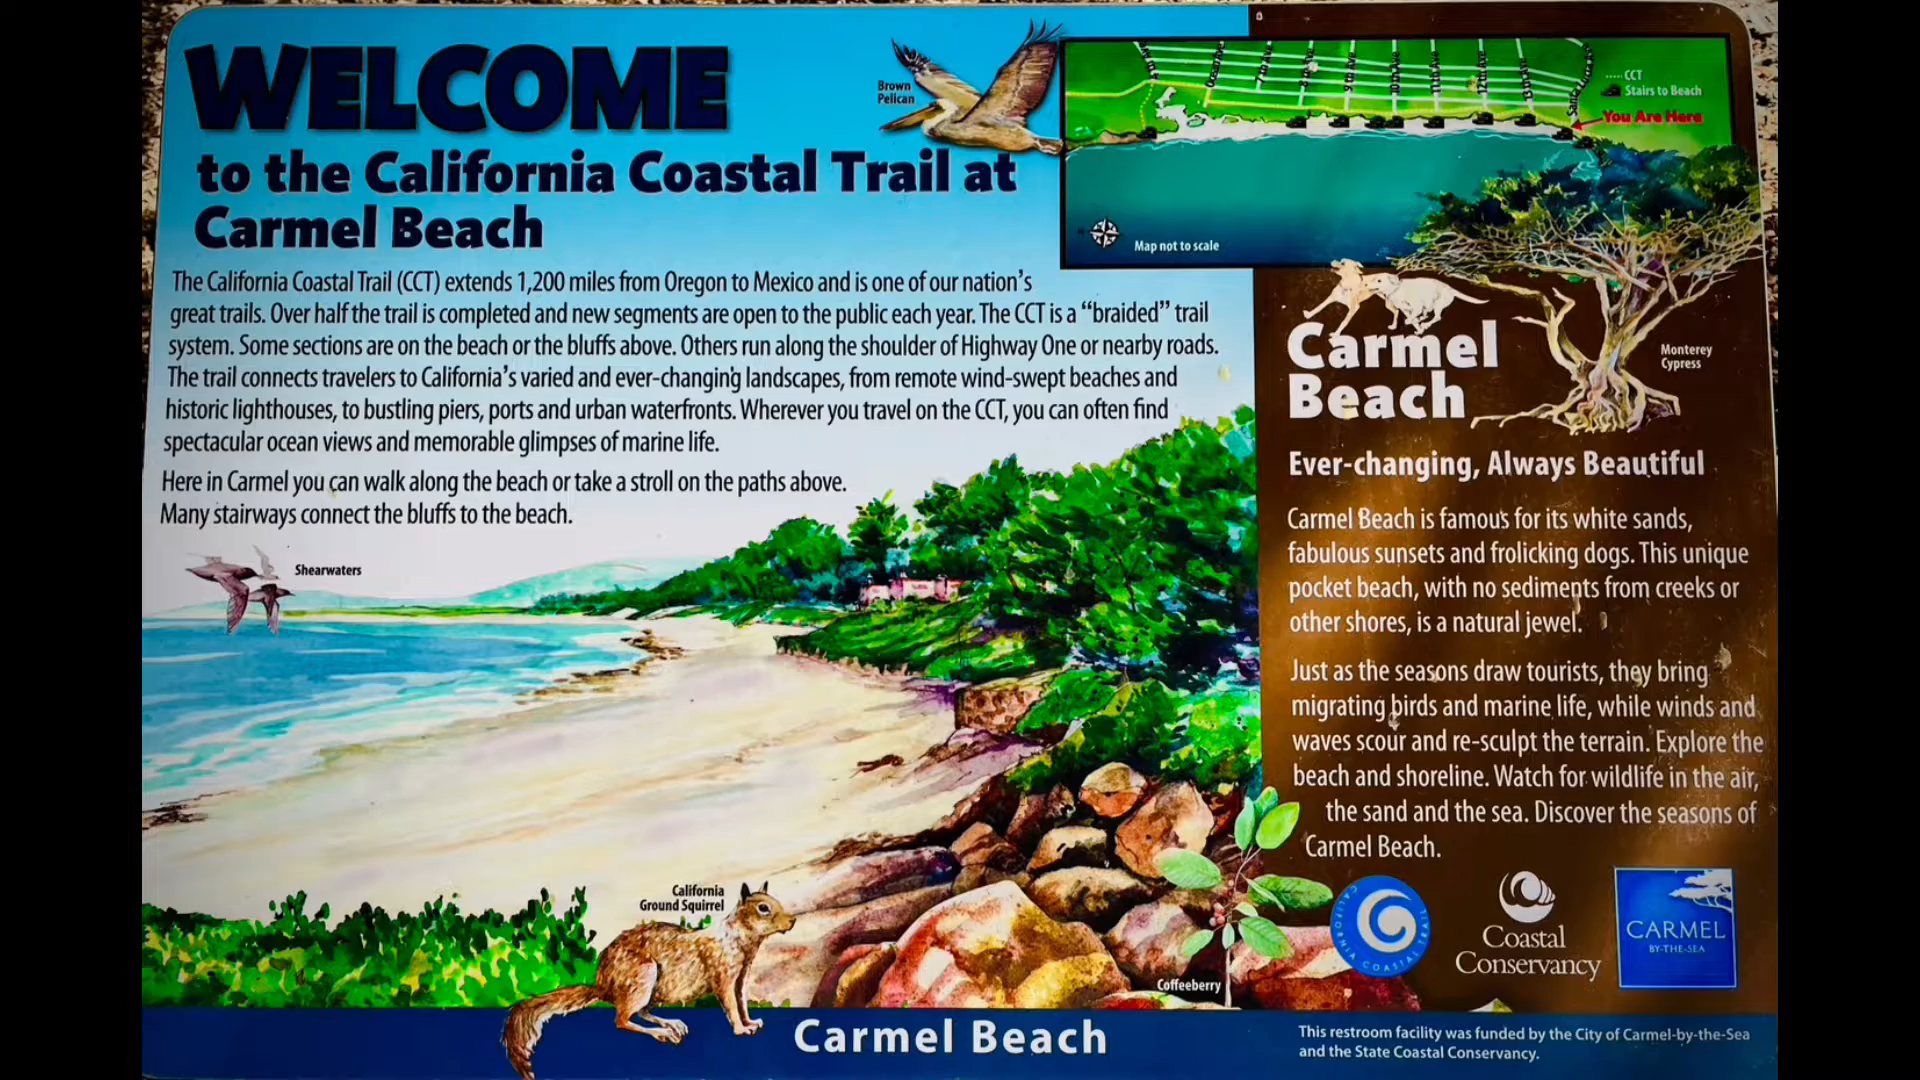 WELCOME
to the California Coastal Trail at
Carmel Beach
The California Coastal Trail (CCT) extends 1,200 miles from Oregon to Mexico and is one of our nation's
great trails. Over half the trail is completed and new segments are open to the public each year. The CCT is a “braided” trail
system. Some sections are on the beach or the bluffs above. Others run along the shoulder of Highway One or nearby roads.
The trail connects travelers to California's varied and ever-changing landscapes, from remote wind-swept beaches and
historic lighthouses, to bustling piers, ports and urban waterfronts. Wherever you travel on the CCT, you can often find
spectacular ocean views and memorable glimpses of marine life.
Here in Carmel you can walk along the beach or take a stroll on the paths above.
Many stairways connect the bluffs to the beach.
Brown
Pelican
Shearwaters
California
Ground Squirrel
Coffeeberry
CCT
Stairs to Beach
You Are Here
Map not to scale
Monterey
Cypress
Carmel
Beach
Ever-changing, Always Beautiful
Carmel Beach is famous for its white sands,
fabulous sunsets and frolicking dogs. This unique
pocket beach, with no sediments from creeks or
other shores, is a natural jewel.
Just as the seasons draw tourists, they bring
migrating birds and marine life, while winds and
waves scour and re-sculpt the terrain. Explore the
beach and shoreline. Watch for wildlife in the air,
the sand and the sea. Discover the seasons of
Carmel Beach.
CALIFORNIA COASTAL TRAIL
Coastal
Conservancy
CARMEL
BY-THE-SEA
Carmel Beach
This restroom facility was funded by the City of Carmel-by-the-Sea
and the State Coastal Conservancy.